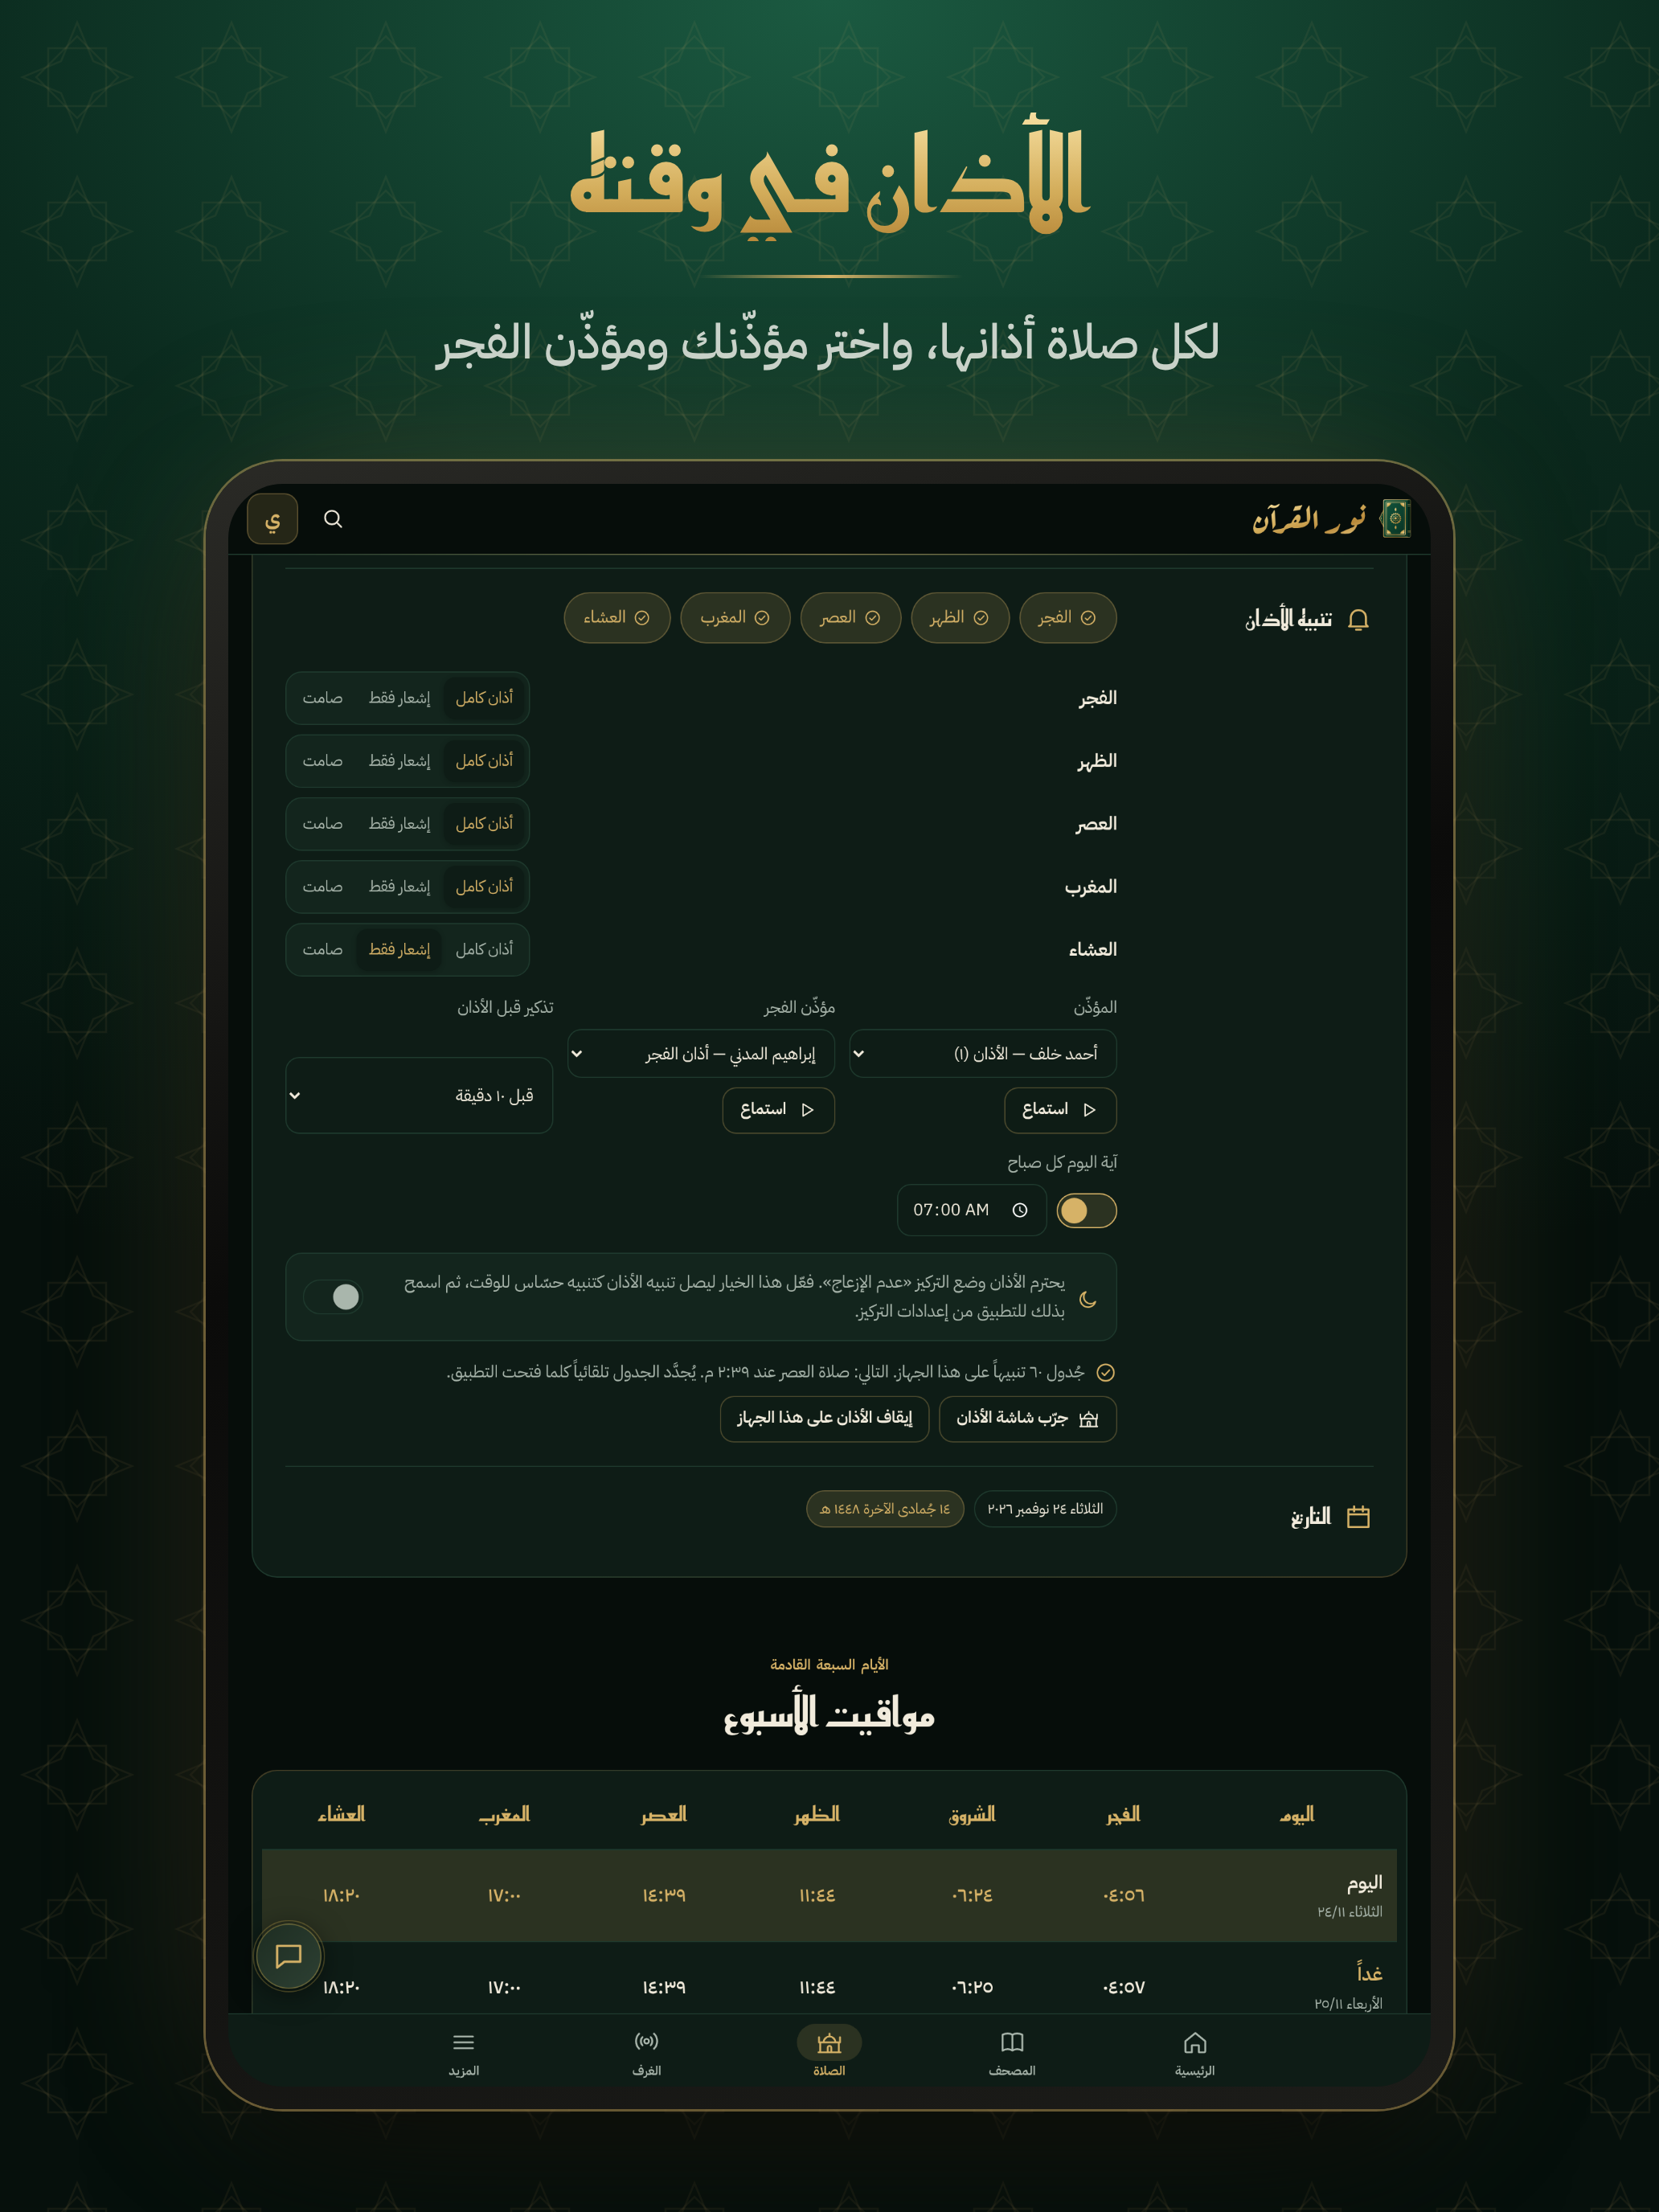 الأذان في وقته
لكل صلاة أذانها، واختر مؤذّنك ومؤذّن الفجر
نور القرآن
ي
تنبيه الأذان
الفجر الظهر العصر المغرب العشاء
الفجر أذان كامل إشعار فقط صامت
الظهر أذان كامل إشعار فقط صامت
العصر أذان كامل إشعار فقط صامت
المغرب أذان كامل إشعار فقط صامت
العشاء أذان كامل إشعار فقط صامت
المؤذّن مؤذّن الفجر تذكير قبل الأذان
أحمد خلف — الأذان (١) إبراهيم المدني — أذان الفجر قبل ١٠ دقيقة
استماع استماع
آية اليوم كل صباح
07:00 AM
يحترم الأذان وضع التركيز «عدم الإزعاج». فعّل هذا الخيار ليصل تنبيه الأذان كتنبيه حسّاس للوقت، ثم اسمح
بذلك للتطبيق من إعدادات التركيز.
جُدول ٦٠ تنبيهاً على هذا الجهاز. التالي: صلاة العصر عند ٢:٣٩ م. يُجدَّد الجدول تلقائياً كلما فتحت التطبيق.
جرّب شاشة الأذان إيقاف الأذان على هذا الجهاز
التاريخ
الثلاثاء ٢٤ نوفمبر ٢٠٢٦ ١٤ جُمادى الآخرة ١٤٤٨ هـ
الأيام السبعة القادمة
مواقيت الأسبوع
اليوم الفجر الشروق الظهر العصر المغرب العشاء
اليوم ٠٤:٥٦ ٠٦:٢٤ ١١:٤٤ ١٤:٣٩ ١٧:٠٠ ١٨:٢٠
الثلاثاء ٢٤/١١
غداً ٠٤:٥٧ ٠٦:٢٥ ١١:٤٤ ١٤:٣٩ ١٧:٠٠ ١٨:٢٠
الأربعاء ٢٥/١١
الرئيسية المصحف الصلاة الغرف المزيد